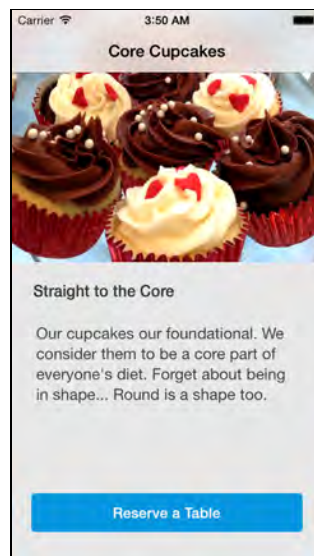 Carrier 3:50 AM
Core Cupcakes
Straight to the Core
Our cupcakes our foundational. We
consider them to be a core part of
everyone's diet. Forget about being
in shape... Round is a shape too.
Reserve a Table